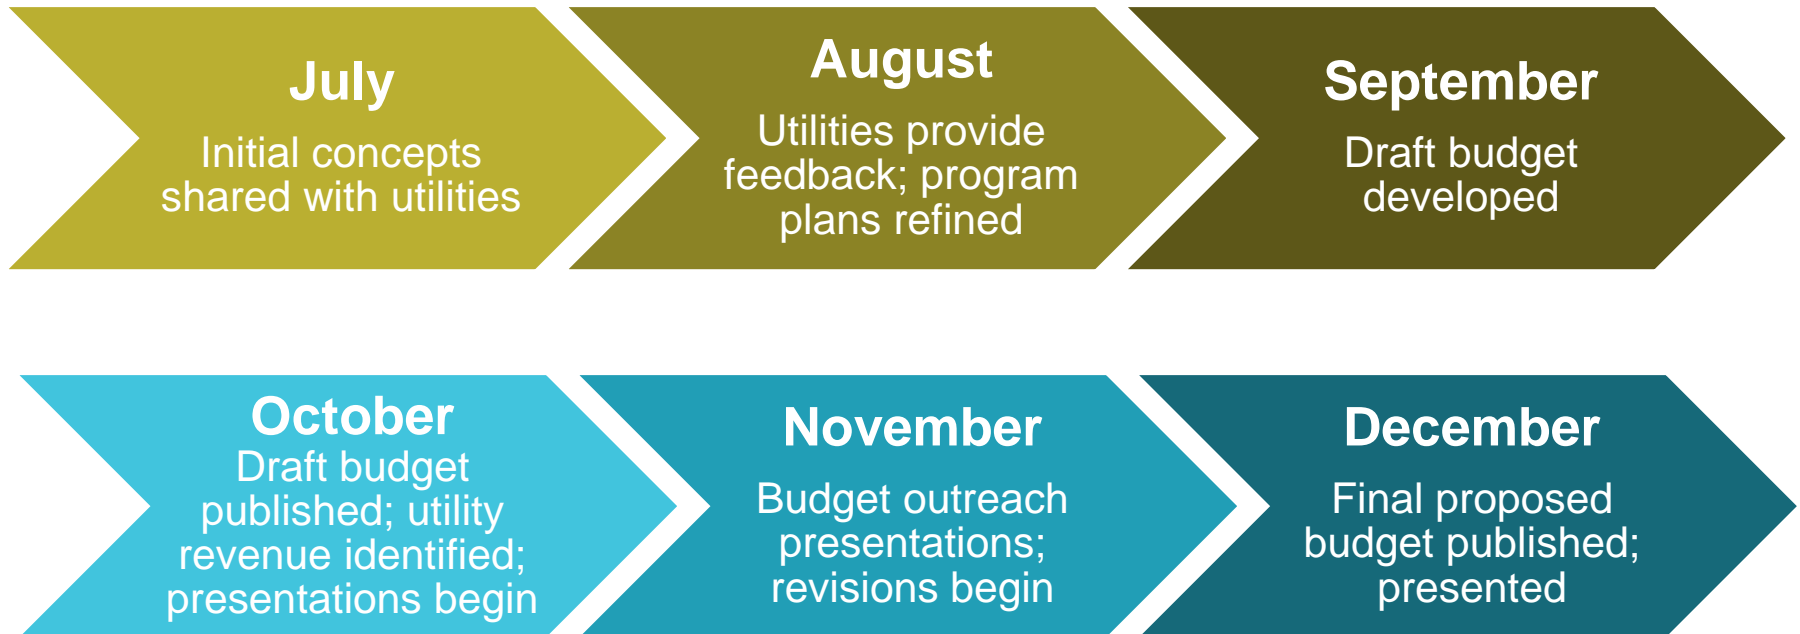 July
Initial concepts
shared with utilities
August
Utilities provide
feedback; program
plans refined
September
Draft budget
developed
October
Draft budget
published; utility
revenue identified;
presentations begin
November
Budget outreach
presentations;
revisions begin
December
Final proposed
budget published;
presented